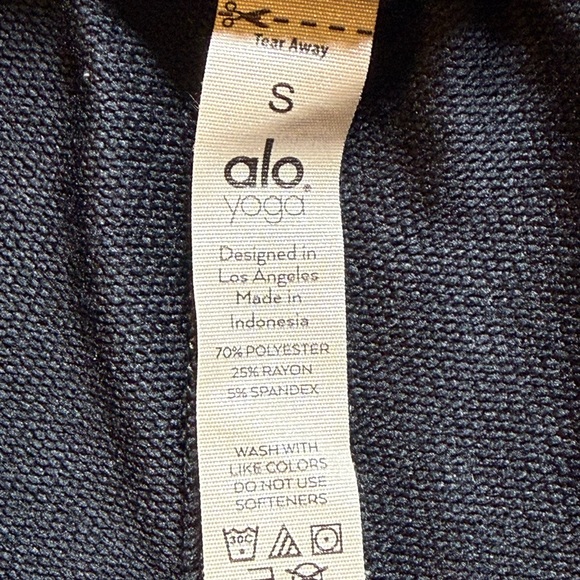 Tear Away
S
alo
yoga
Designed in
Los Angeles
Made in
Indonesia
70% POLYESTER
25% RAYON
5% SPANDEX
WASH WITH
LIKE COLORS
DO NOT USE
SOFTENERS
30C